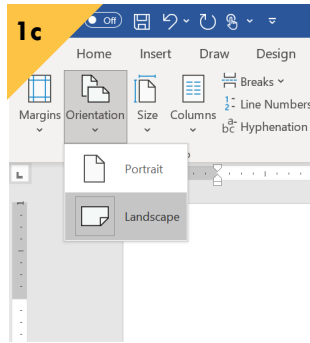 1c
Off
Home Insert Draw Design
Margins Orientation Size Columns
Breaks
Line Numbers
Hyphenation
Portrait
Landscape